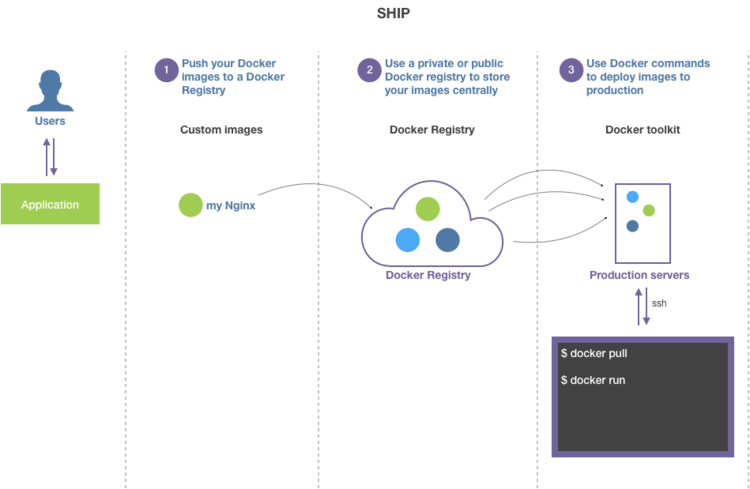 SHIP
Users
Application
1
Push your Docker
images to a Docker
Registry
Custom images
my Nginx
2
Use a private or public
Docker registry to store
your images centrally
Docker Registry
Docker Registry
3
Use Docker commands
to deploy images to
production
Docker toolkit
Production servers
ssh
$ docker pull
$ docker run